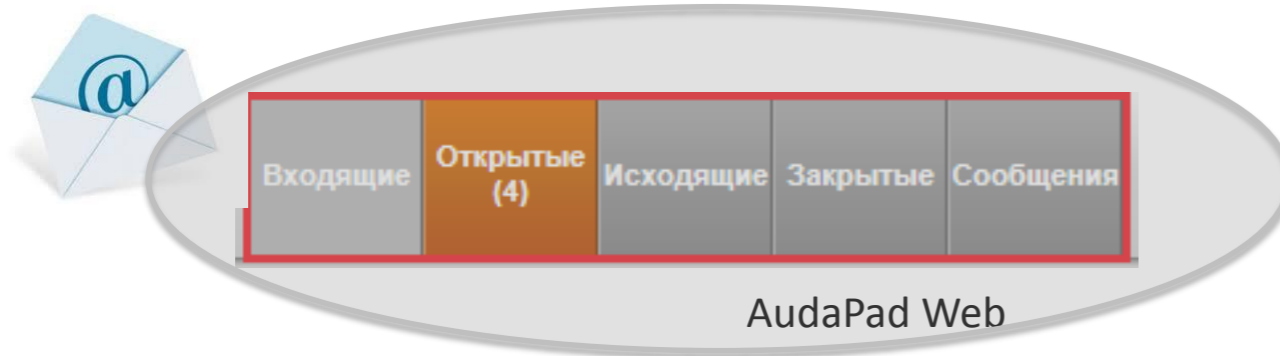 @
Входящие
Открытые
(4)
Исходящие
Закрытые
Сообщения
AudaPad Web